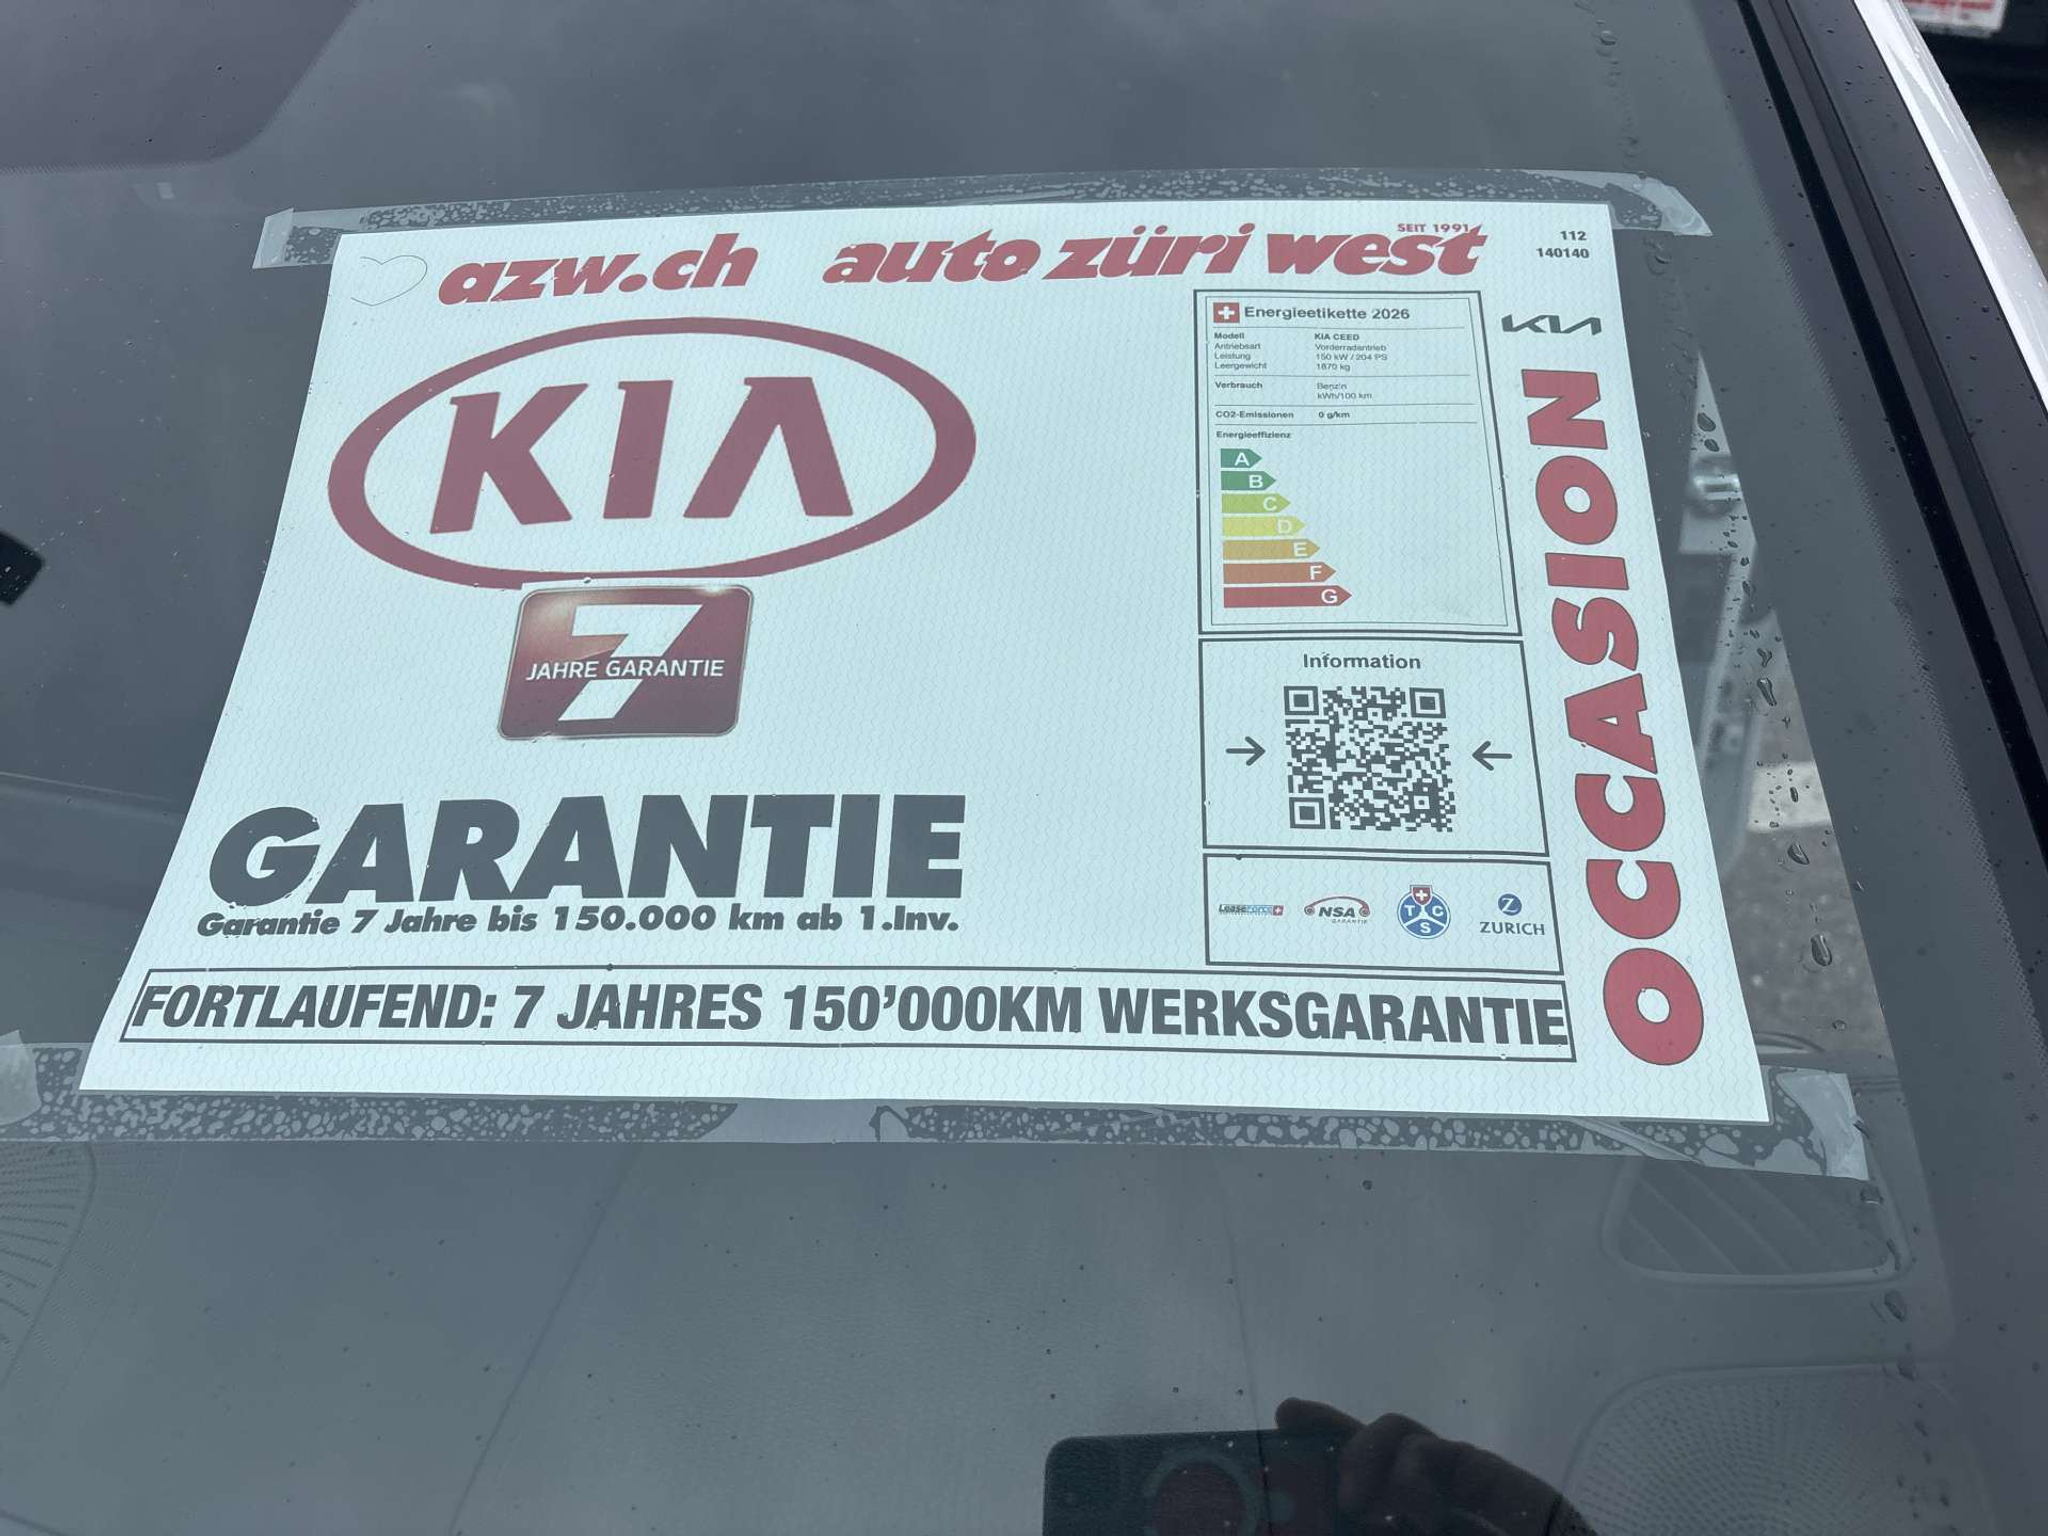 azw.ch auto züri west
SEIT 1991
112
140140
KIA
7
JAHRE GARANTIE
GARANTIE
Garantie 7 Jahre bis 150.000 km ab 1.Inv.
FORTLAUFEND: 7 JAHRES 150'000KM WERKSGARANTIE
Energieetikette 2026
Modell KIA CEED
Antriebsart Vorderradantrieb
Leistung 150 kW / 204 PS
Leergewicht 1870 kg
Verbrauch Benzin
kWh/100 km
CO2-Emissionen 0 g/km
Energieeffizienz
A
B
C
D
E
F
G
Information
LeaseForce
NSA
GARANTIE
TCS
Z
ZURICH
KIA
OCCASION